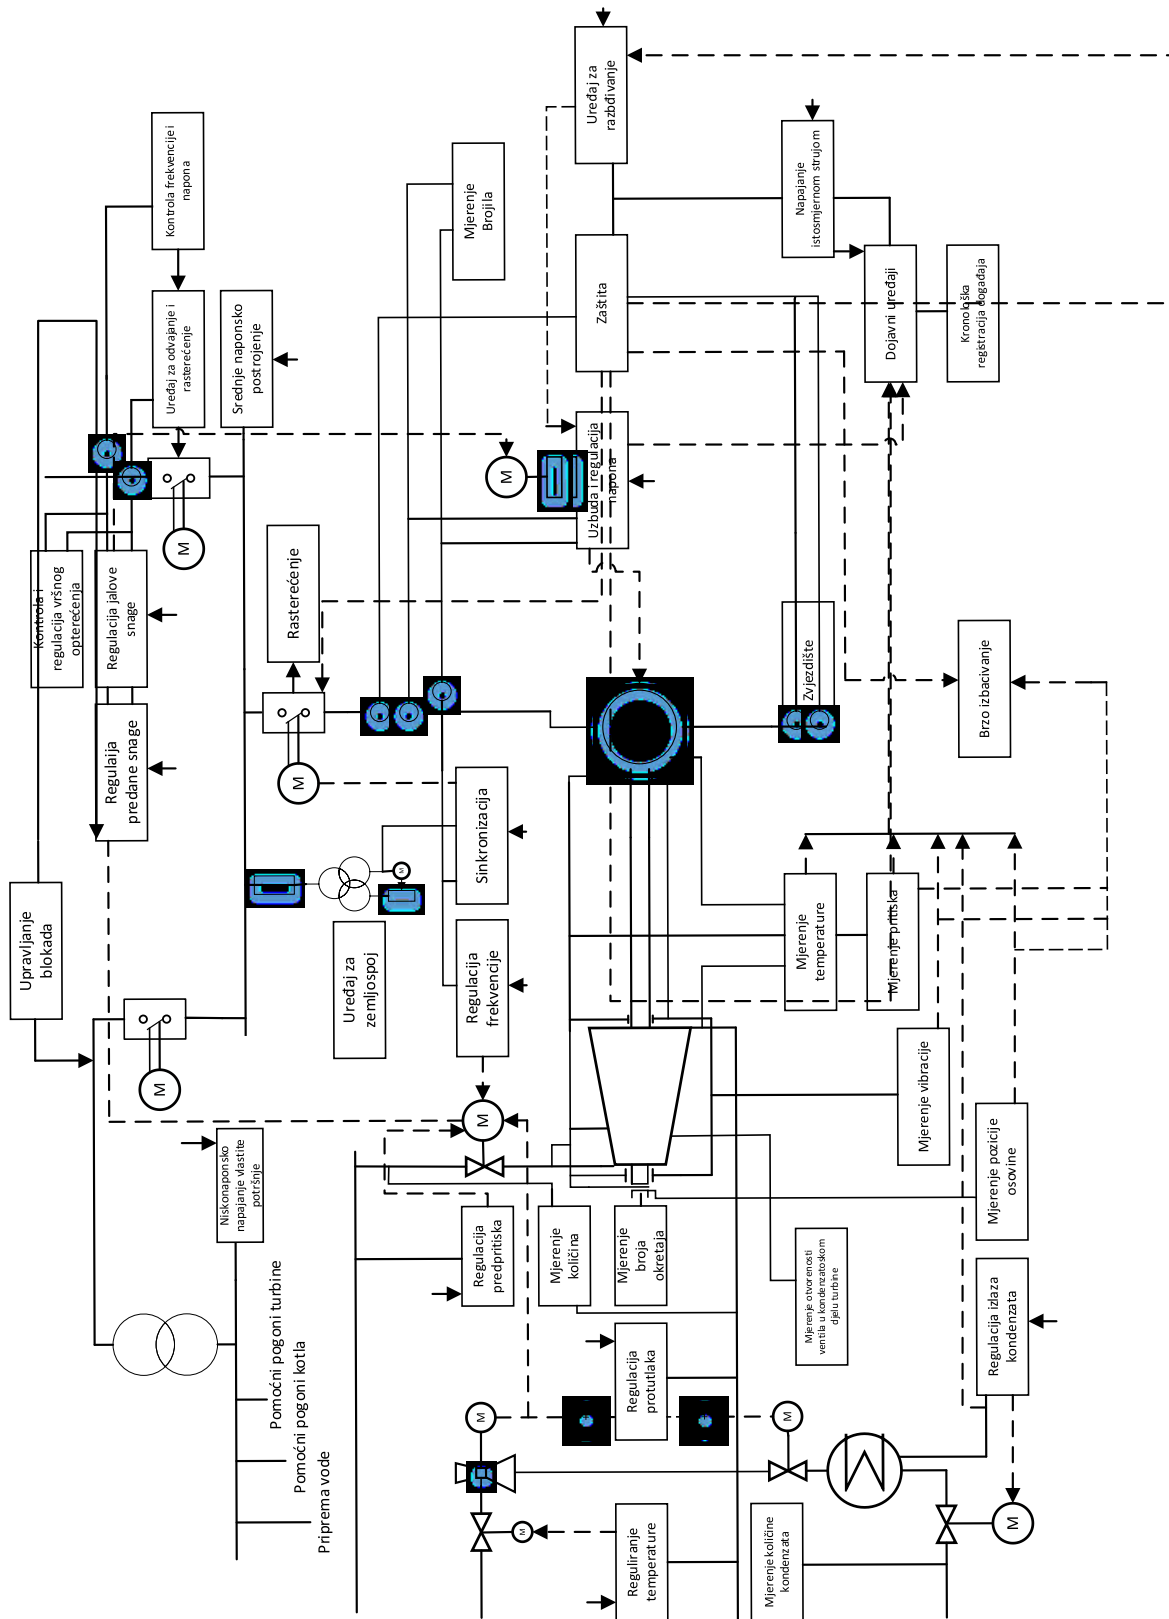 Uređaj za
razbđivanje
Kontrola frekvencije i
napona
Mjerenje
Brojila
Napajanje
istosmjernom strujom
Uređaj za odvajanje i
rasterećenje
Srednje naponsko
postrojenje
Zaštita
Dojavni uređaji
Kronološka
registracija događaja
Uzbuda i regulacija
napona
M
M
Kontrola i
regulacija vršnog
opterećenja
Regulacija jalove
snage
Rasterećenje
Zvjezdište
Brzo izbacivanje
Regulaija
predane snage
M
Sinkronizacija
M
Upravljanje
blokada
Uređaj za
zemljospoj
Regulacija
frekvencije
Mjerenje
temperature
Mjerenje pritiska
M
M
Mjerenje vibracije
Mjerenje pozicije
osovine
Niskonaponsko
napajanje vlastite
potršnje
Regulacija
predpritiska
Mjerenje
količina
Mjerenje
broja
okretaja
Mjerenje otvorenosti
ventila u kondenzatoskom
djelu turbine
Regulacija izlaza
kondenzata
Pomoćni pogoni turbine
Pomoćni pogoni kotla
Priprema vode
Regulacija
protutlaka
M
M
M
M
Reguliranje
temperature
Mjerenje količine
kondenzata